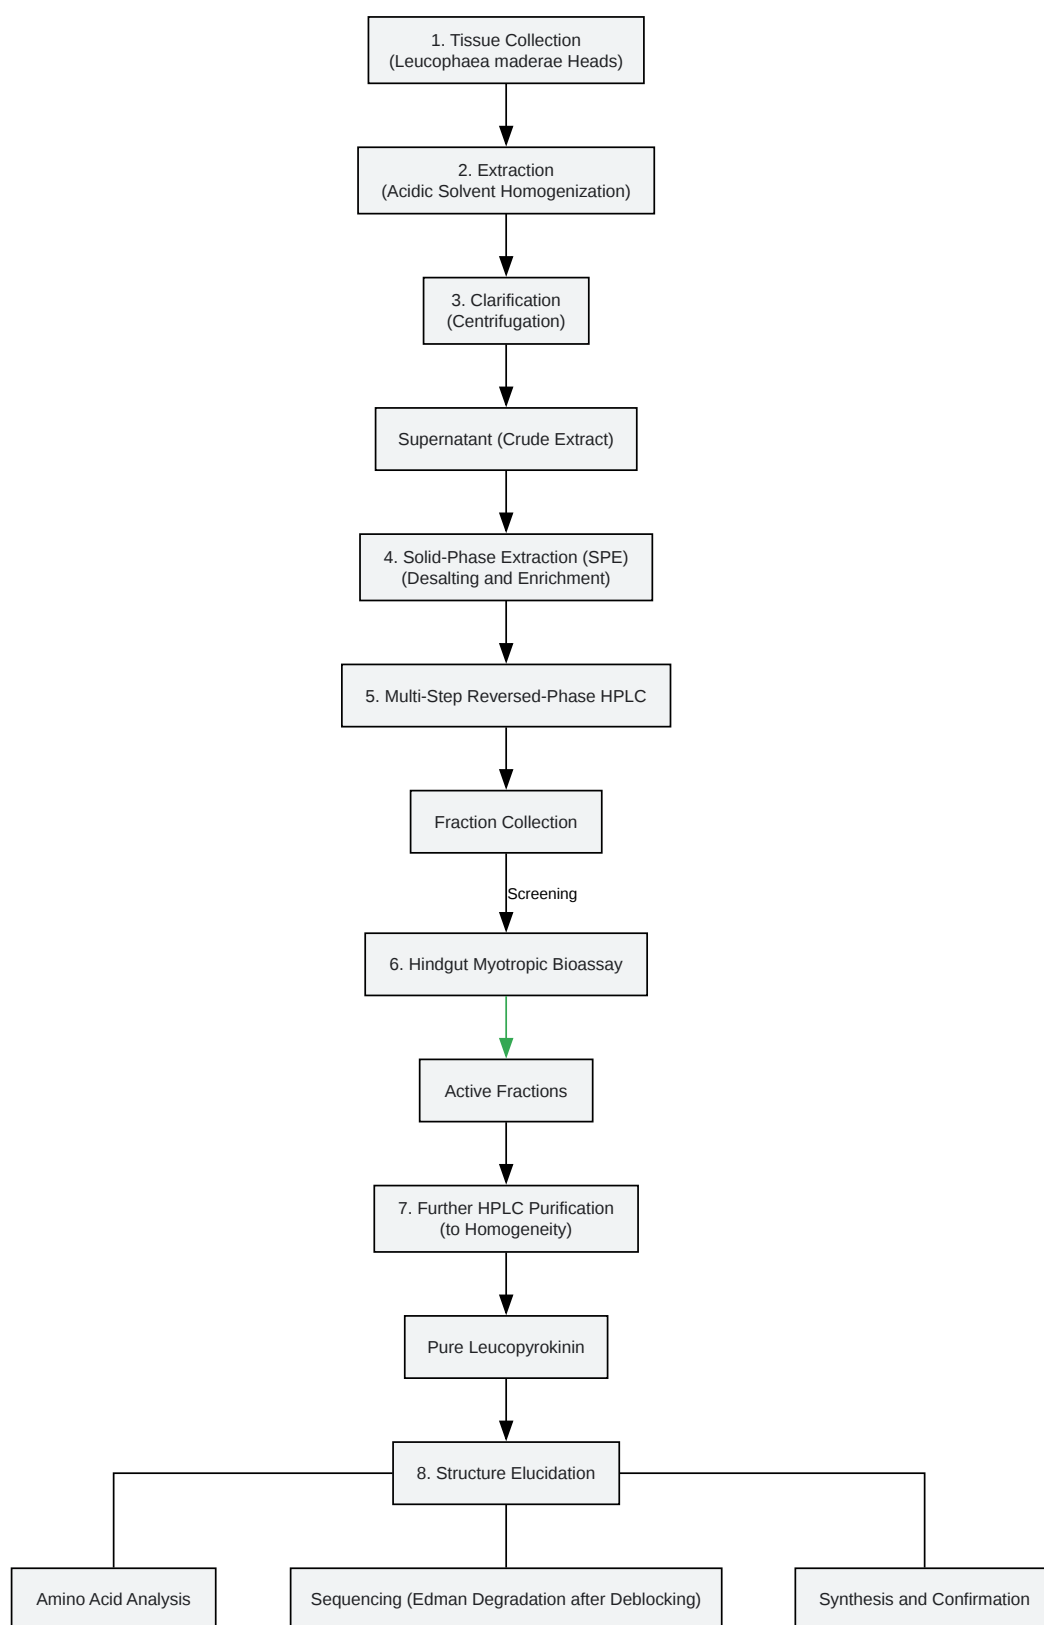 1. Tissue Collection
(Leucophaea maderae Heads)
2. Extraction
(Acidic Solvent Homogenization)
3. Clarification
(Centrifugation)
Supernatant (Crude Extract)
4. Solid-Phase Extraction (SPE)
(Desalting and Enrichment)
5. Multi-Step Reversed-Phase HPLC
Fraction Collection
Screening
6. Hindgut Myotropic Bioassay
Active Fractions
7. Further HPLC Purification
(to Homogeneity)
Pure Leucopyrokinin
8. Structure Elucidation
Amino Acid Analysis
Sequencing (Edman Degradation after Deblocking)
Synthesis and Confirmation